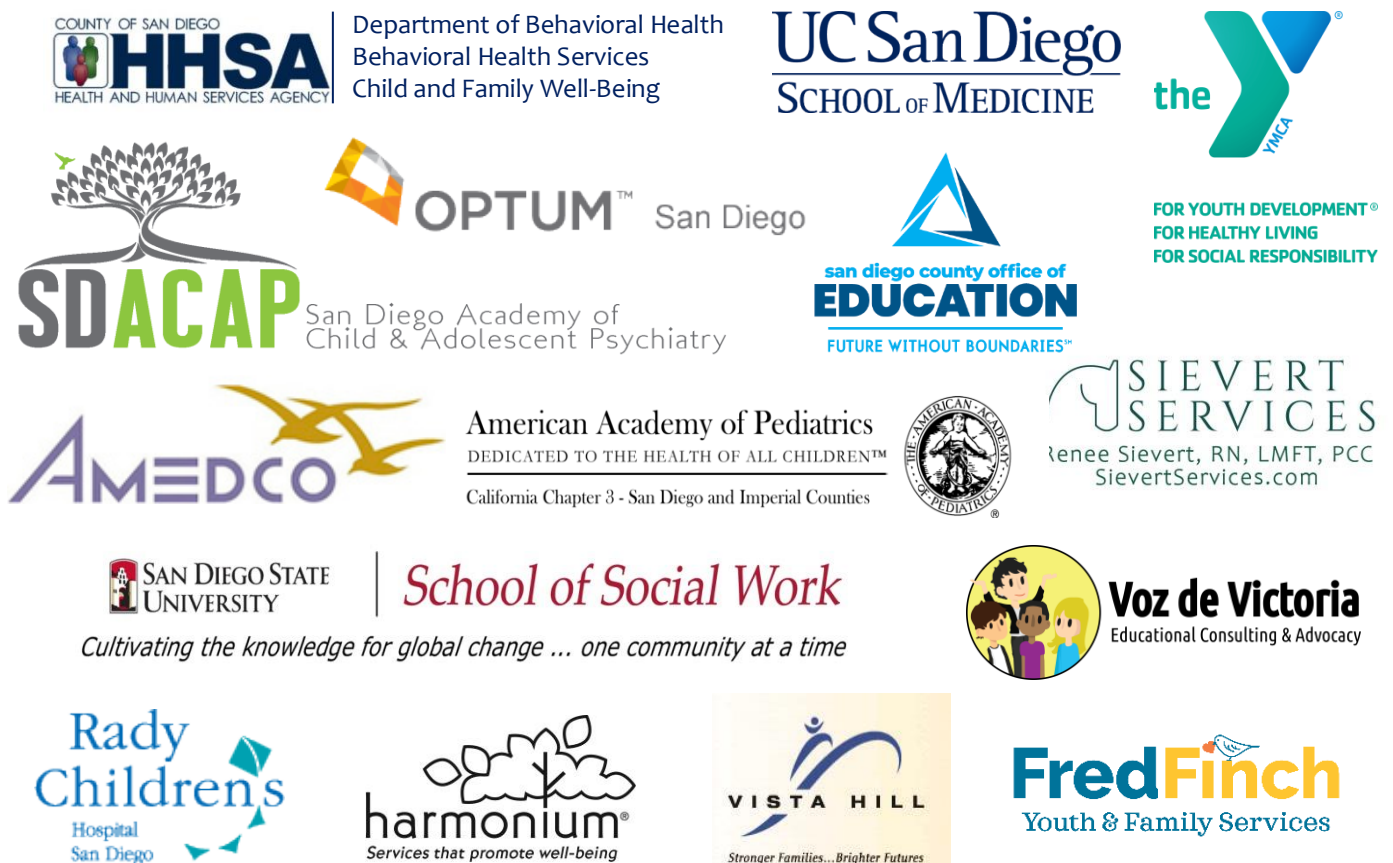 COUNTY OF SAN DIEGO
HHSA
HEALTH AND HUMAN SERVICES AGENCY
Department of Behavioral Health
Behavioral Health Services
Child and Family Well-Being
UC San Diego
SCHOOL OF MEDICINE
the
YMCA
®
FOR YOUTH DEVELOPMENT®
FOR HEALTHY LIVING
FOR SOCIAL RESPONSIBILITY
SDACAP
San Diego Academy of
Child & Adolescent Psychiatry
OPTUM™ San Diego
san diego county office of
EDUCATION
FUTURE WITHOUT BOUNDARIES℠
AMEDCO
American Academy of Pediatrics
DEDICATED TO THE HEALTH OF ALL CHILDREN™
California Chapter 3 - San Diego and Imperial Counties
·THE·AMERICAN·ACADEMY·
OF·PEDIATRICS
®
SIEVERT
SERVICES
Renee Sievert, RN, LMFT, PCC
SievertServices.com
SAN DIEGO STATE
UNIVERSITY
School of Social Work
Cultivating the knowledge for global change ... one community at a time
Voz de Victoria
Educational Consulting & Advocacy
Rady
Children's
Hospital
San Diego
harmonium®
Services that promote well-being
VISTA HILL
Stronger Families...Brighter Futures
FredFinch
Youth & Family Services